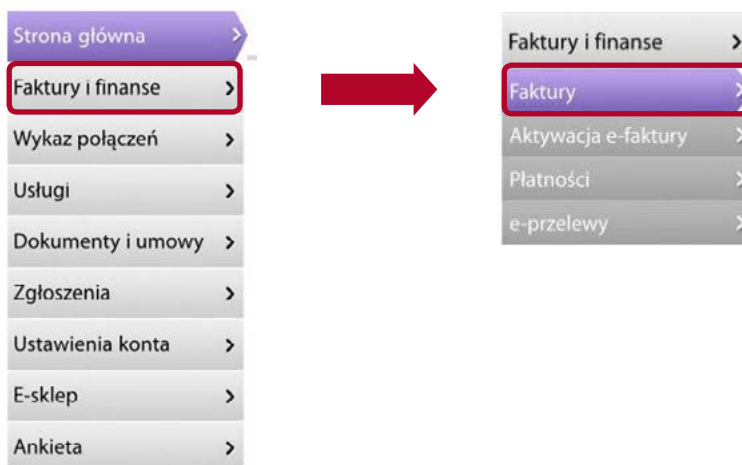 Strona główna
Faktury i finanse
Wykaz połączeń
Usługi
Dokumenty i umowy
Zgłoszenia
Ustawienia konta
E-sklep
Ankieta
Faktury i finanse
Faktury
Aktywacja e-faktury
Płatności
e-przelewy